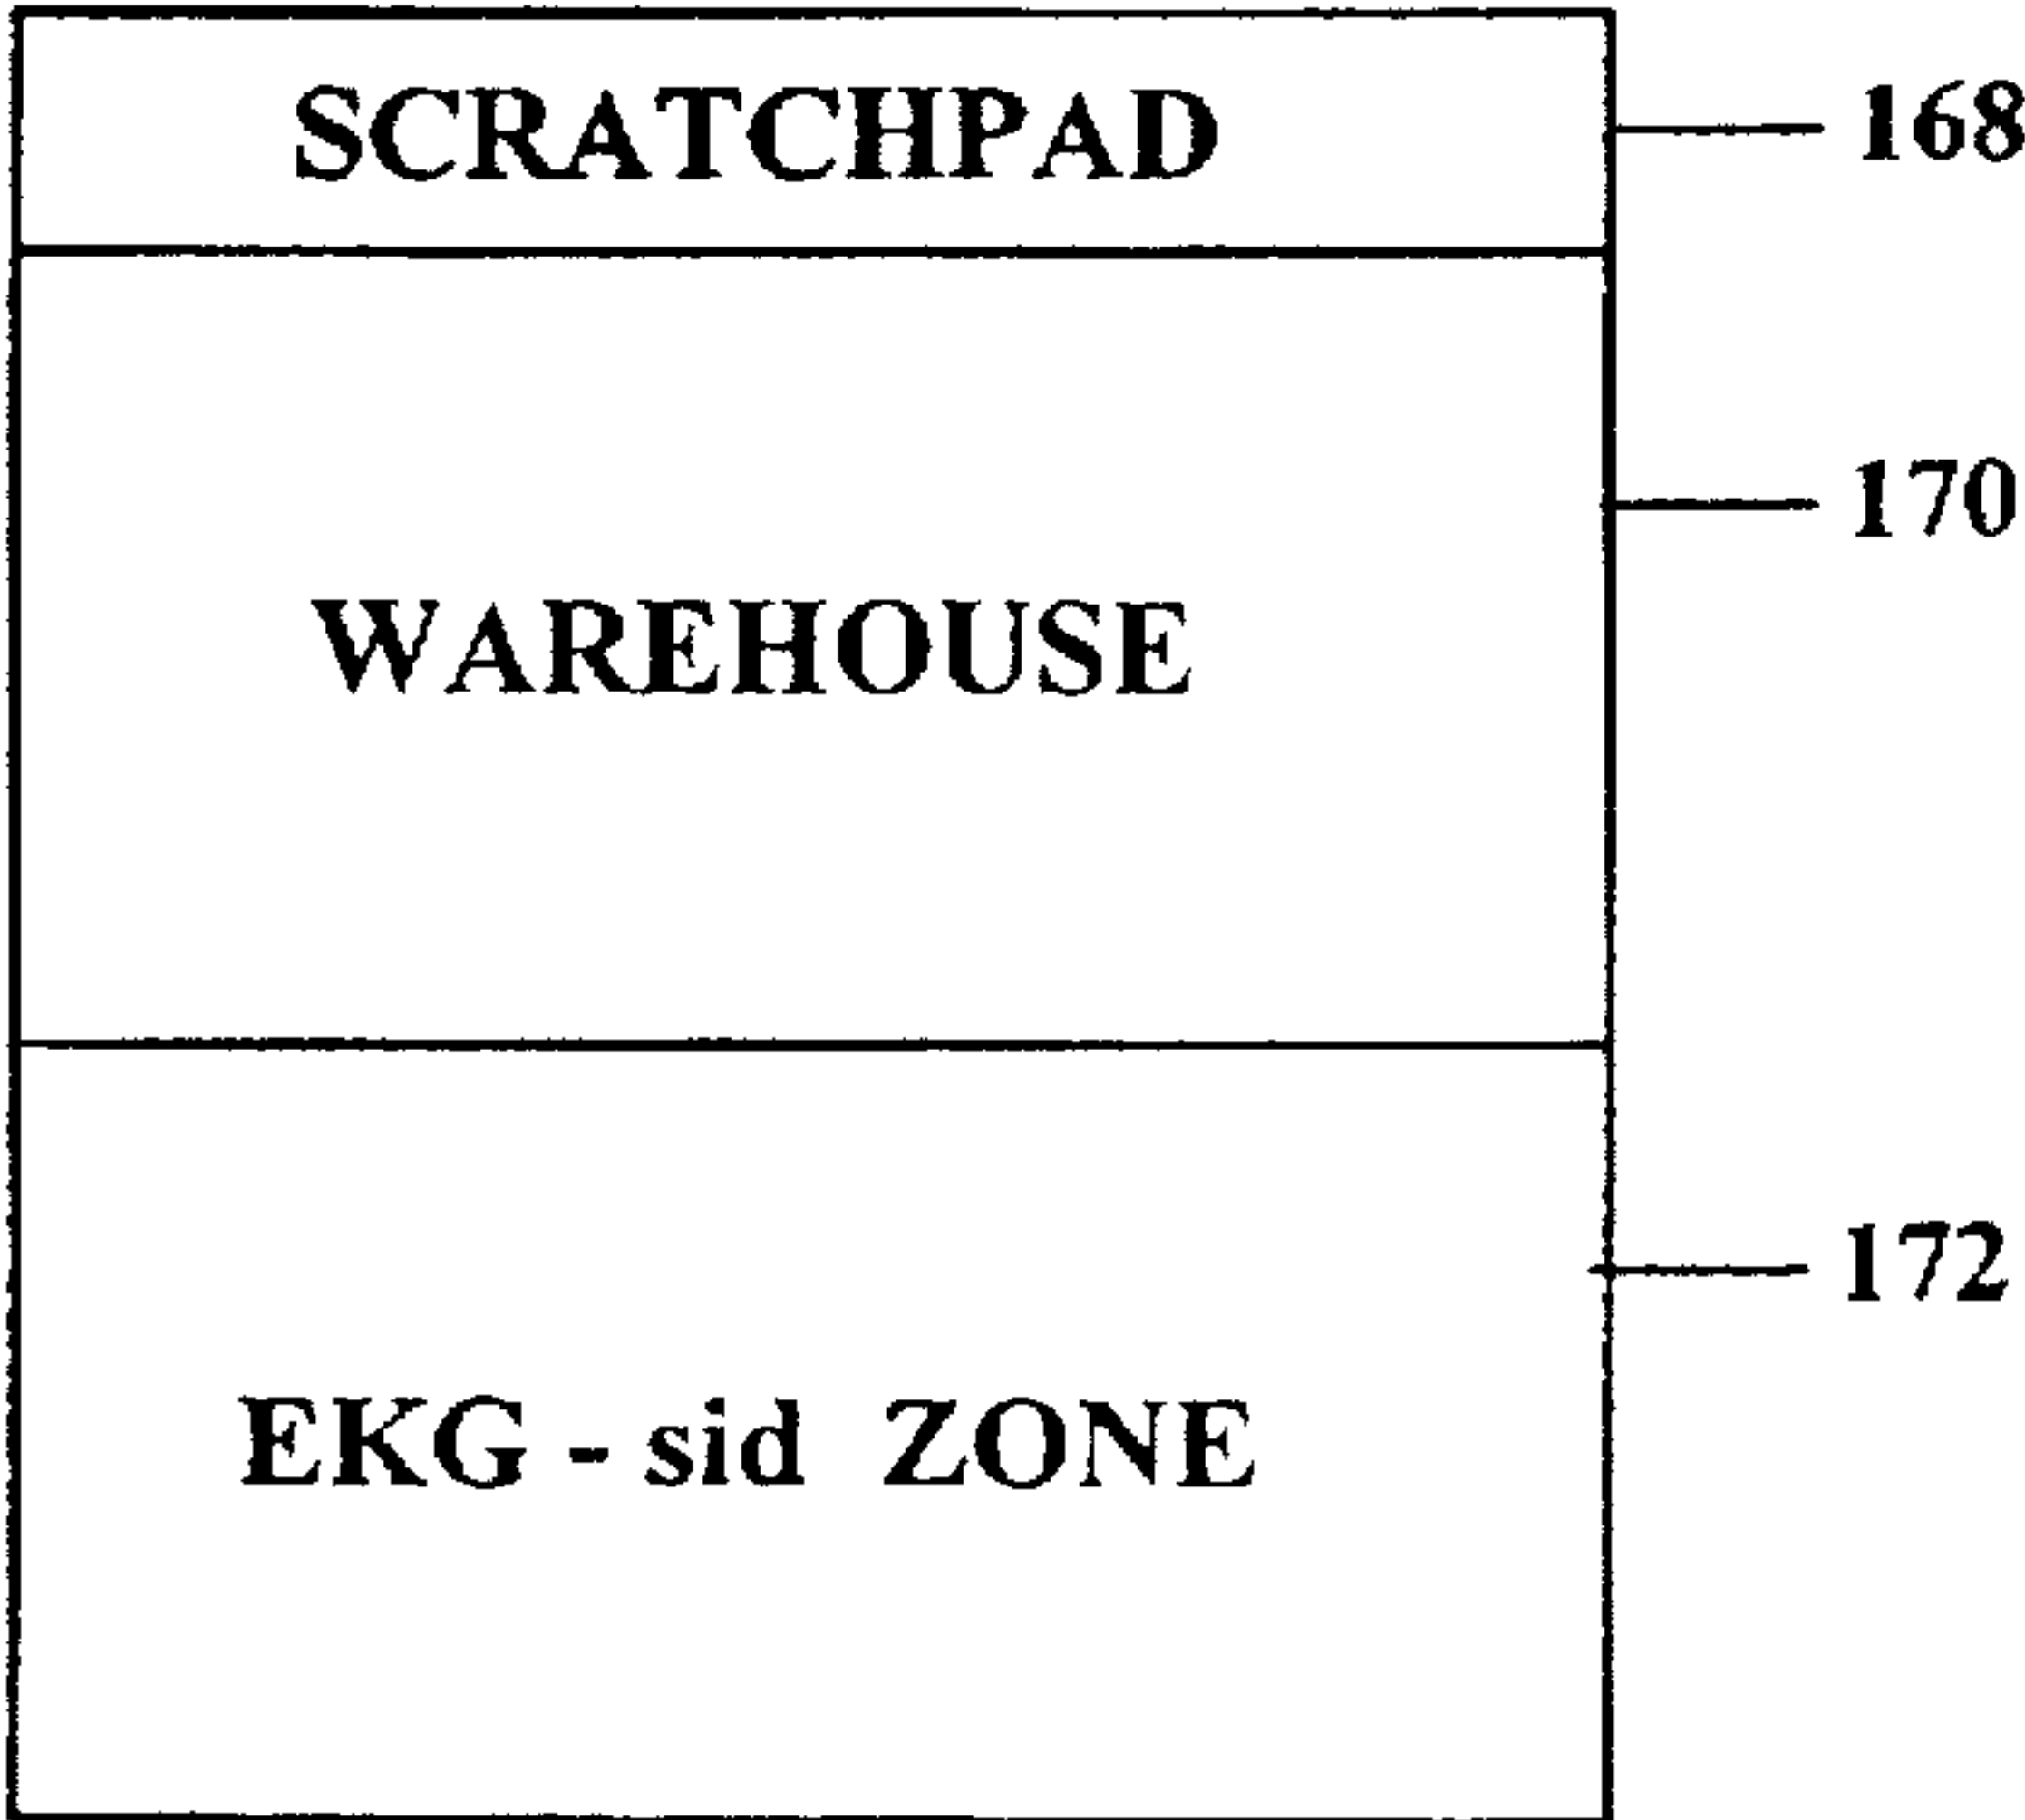 SCRATCHPAD
168
170
WAREHOUSE
172
EKG - sid ZONE